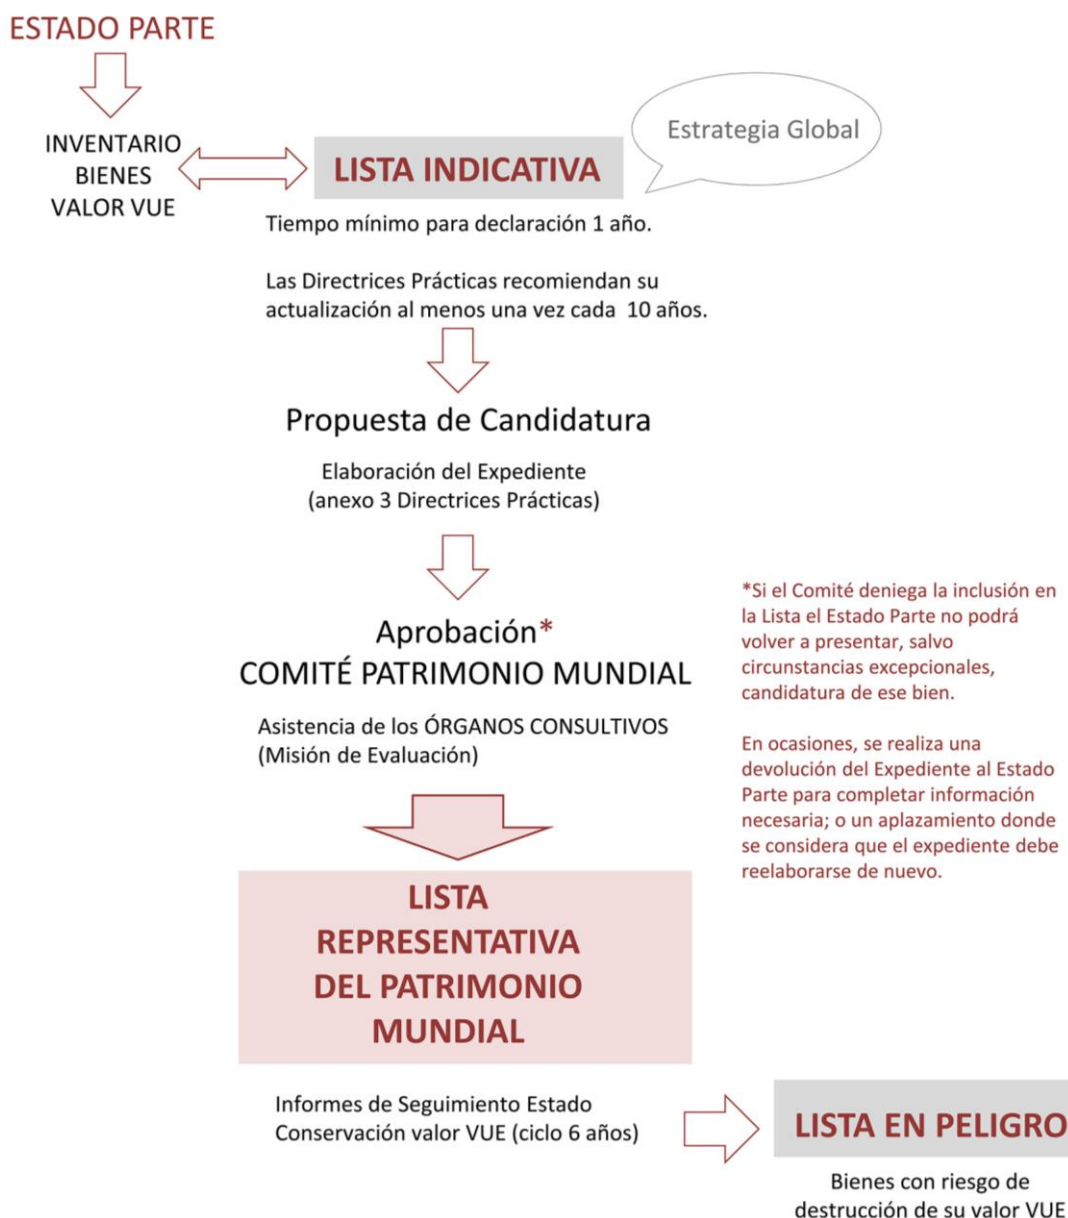 ESTADO PARTE
INVENTARIO
BIENES
VALOR VUE
LISTA INDICATIVA
Estrategia Global
Tiempo mínimo para declaración 1 año.
Las Directrices Prácticas recomiendan su
actualización al menos una vez cada 10 años.
Propuesta de Candidatura
Elaboración del Expediente
(anexo 3 Directrices Prácticas)
Aprobación*
COMITÉ PATRIMONIO MUNDIAL
Asistencia de los ÓRGANOS CONSULTIVOS
(Misión de Evaluación)
*Si el Comité deniega la inclusión en
la Lista el Estado Parte no podrá
volver a presentar, salvo
circunstancias excepcionales,
candidatura de ese bien.
En ocasiones, se realiza una
devolución del Expediente al Estado
Parte para completar información
necesaria; o un aplazamiento donde
se considera que el expediente debe
reelaborarse de nuevo.
LISTA
REPRESENTATIVA
DEL PATRIMONIO
MUNDIAL
Informes de Seguimiento Estado
Conservación valor VUE (ciclo 6 años)
LISTA EN PELIGRO
Bienes con riesgo de
destrucción de su valor VUE